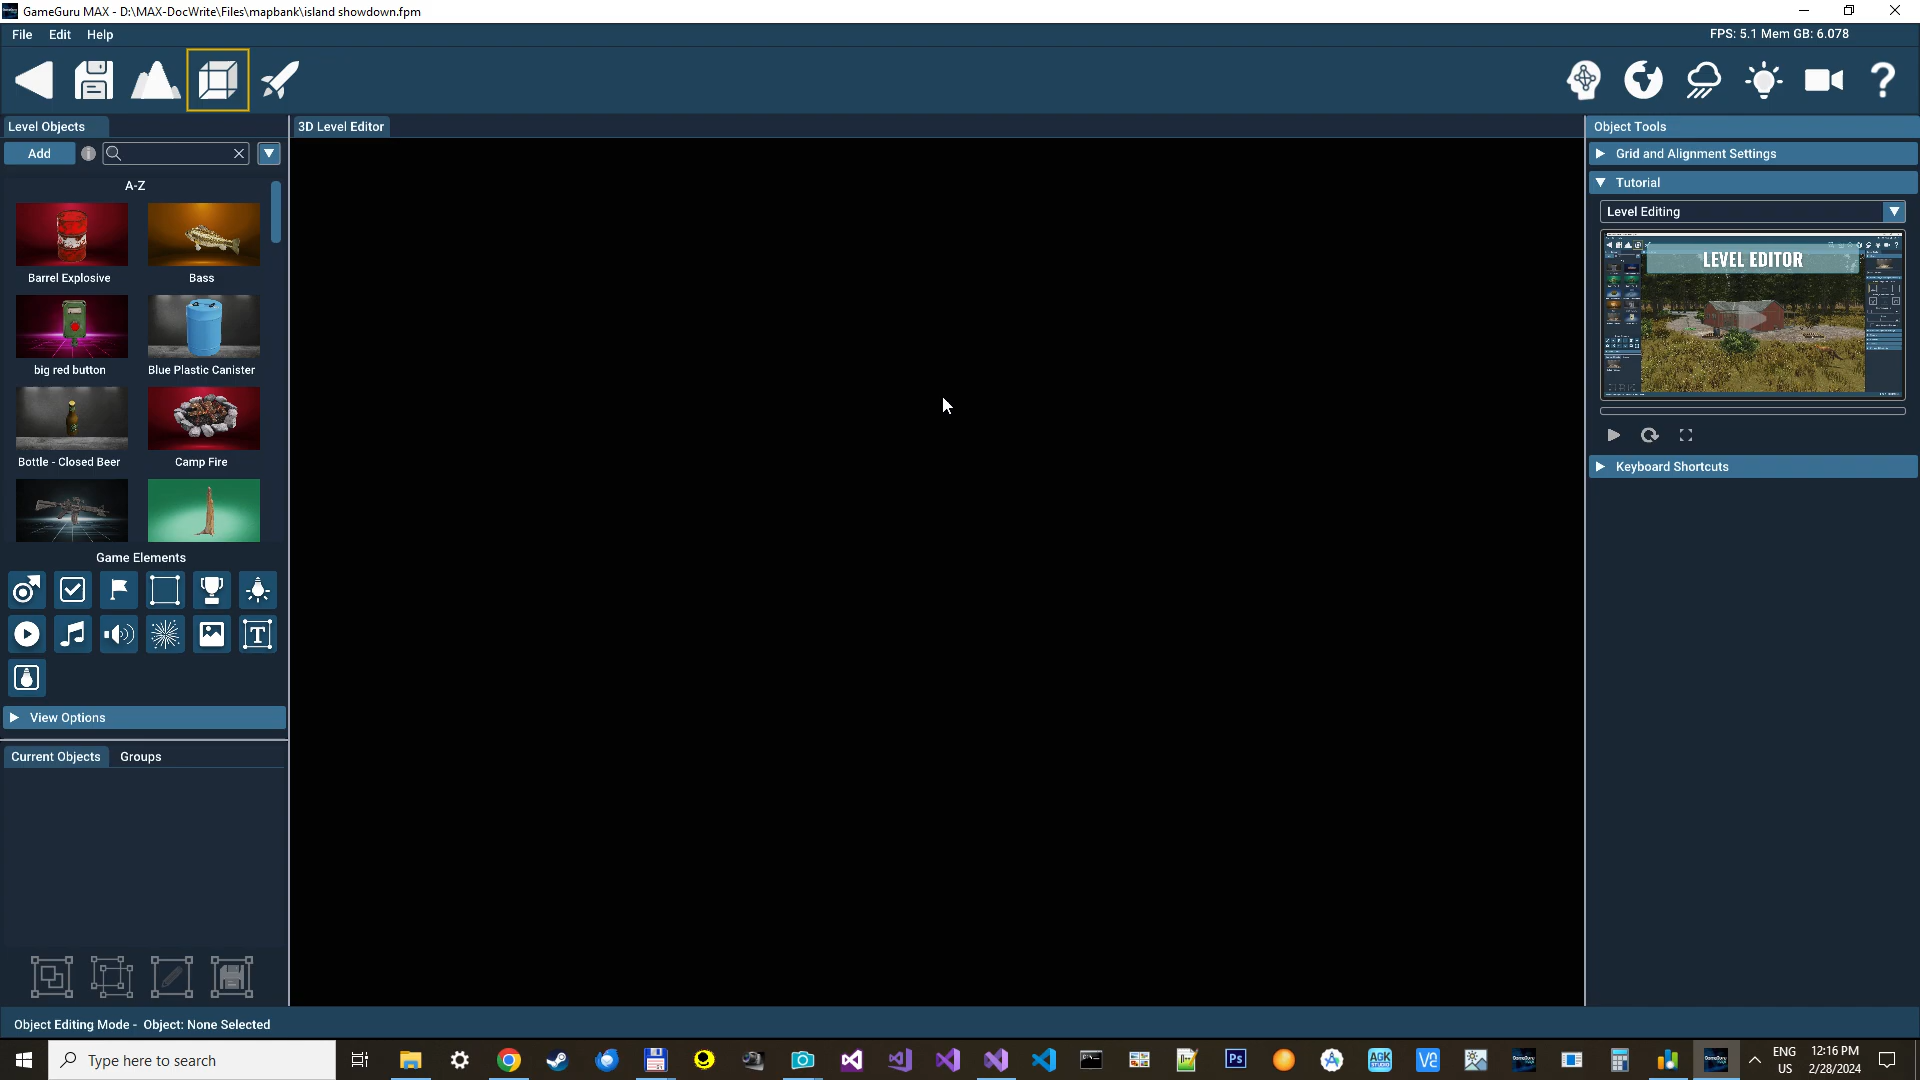 GameGuru MAX - D:\MAX-DocWrite\Files\mapbank\island showdown.fpm
File Edit Help
FPS: 5.1 Mem GB: 6.078
Level Objects
3D Level Editor
Object Tools
Add
Grid and Alignment Settings
A-Z
Tutorial
Level Editing
LEVEL EDITOR
Barrel Explosive
Bass
big red button
Blue Plastic Canister
Bottle - Closed Beer
Camp Fire
Keyboard Shortcuts
Game Elements
View Options
Current Objects
Groups
Object Editing Mode - Object: None Selected
Type here to search
Ps
AGK
STUDIO
ENG
US
12:16 PM
2/28/2024